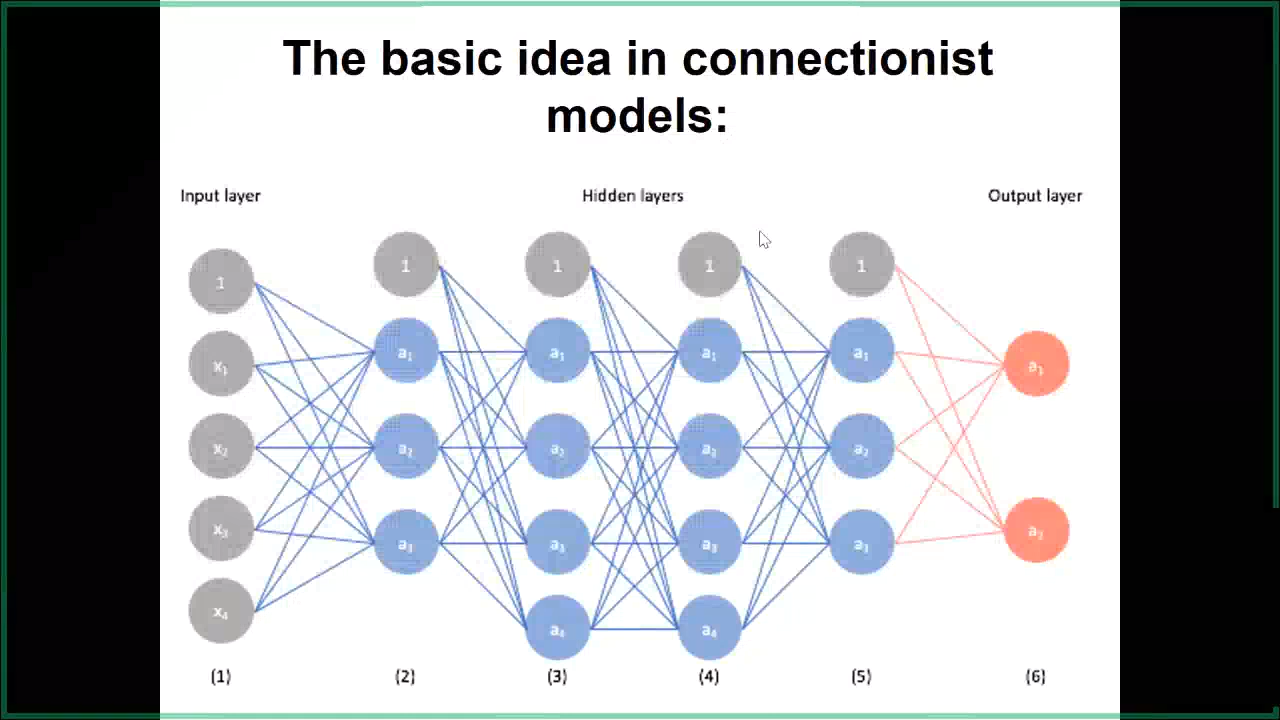 The basic idea in connectionist
models:
Input layer
Hidden layers
Output layer
1 1 1 1 1
x₁ a₁ a₁ a₁ a₁ a₁
x₂ a₂ a₂ a₂ a₂
x₃ a₃ a₃ a₃ a₃ a₂
x₄ a₄ a₄
(1) (2) (3) (4) (5) (6)